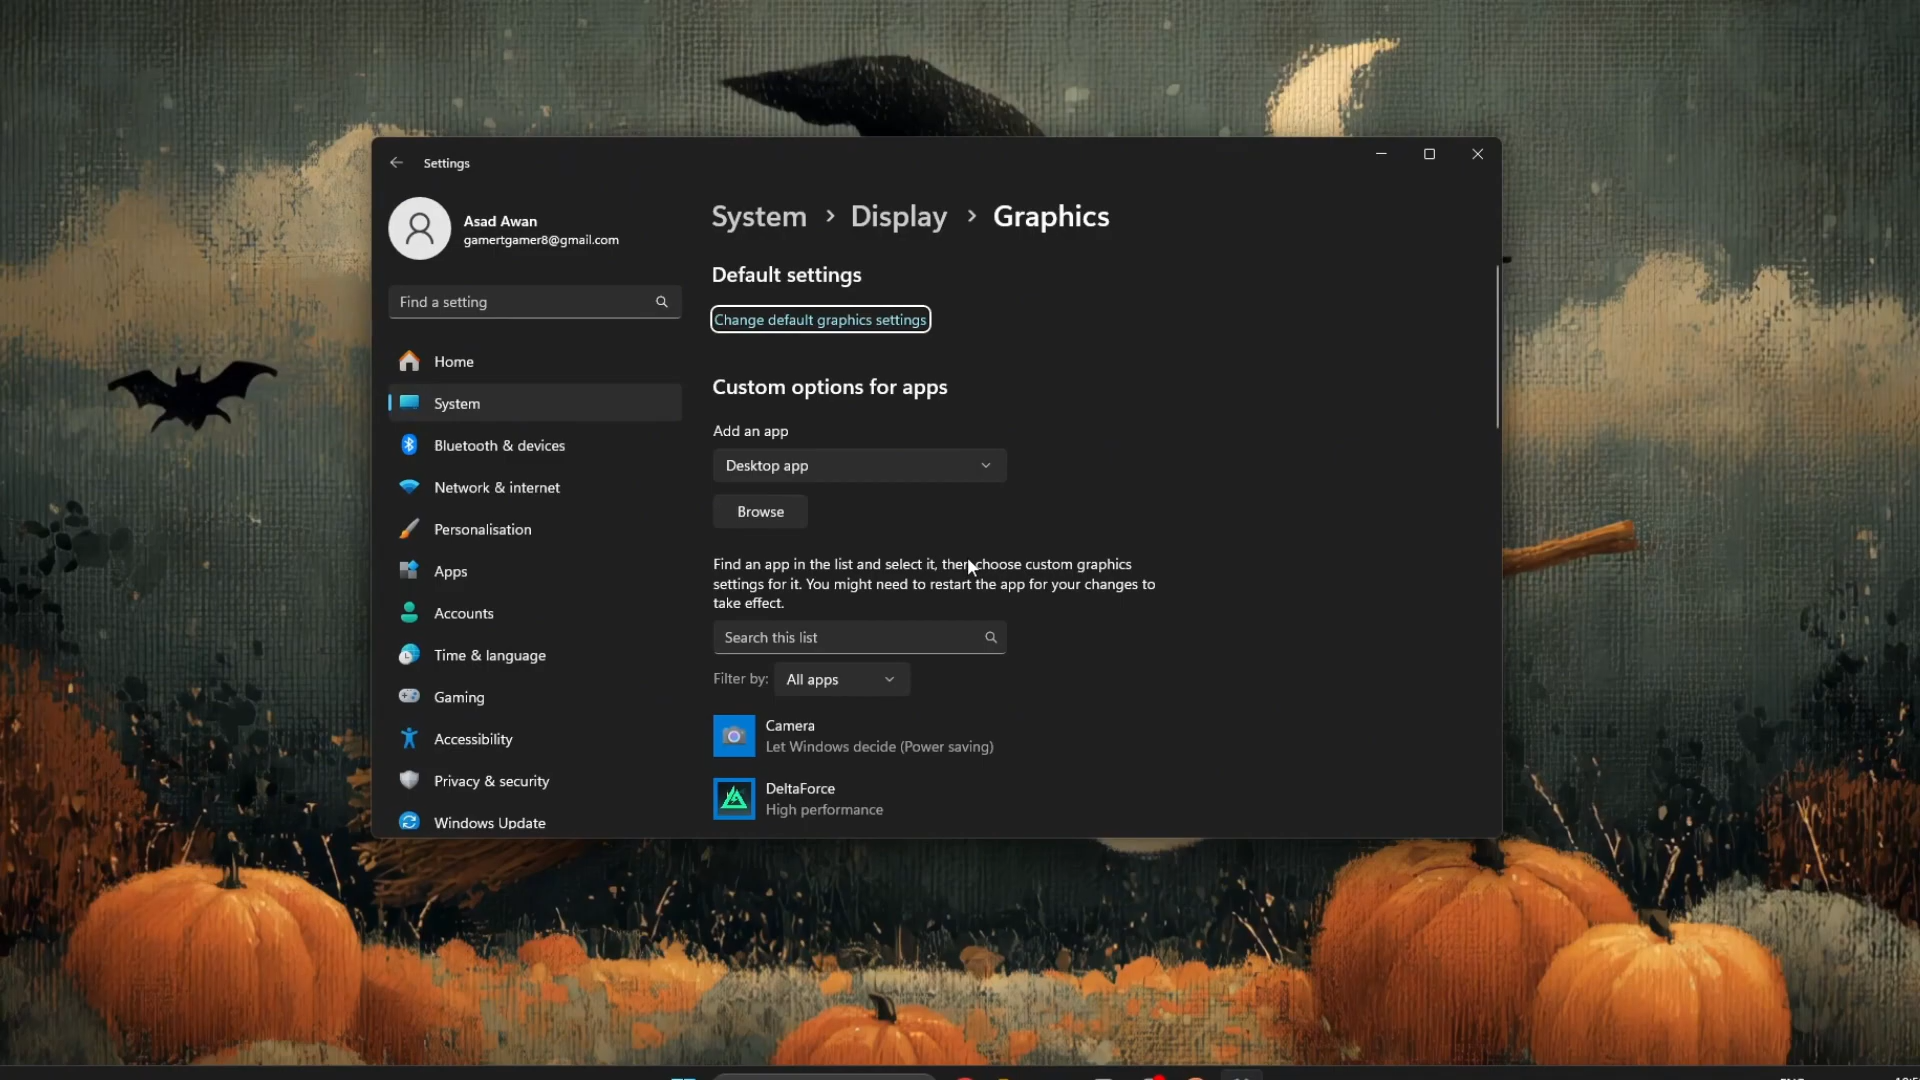 Settings
Asad Awan
gamertgamer8@gmail.com
Find a setting
Home
System
Bluetooth & devices
Network & internet
Personalisation
Apps
Accounts
Time & language
Gaming
Accessibility
Privacy & security
Windows Update
System > Display > Graphics
Default settings
Change default graphics settings
Custom options for apps
Add an app
Desktop app
Browse
Find an app in the list and select it, then choose custom graphics
settings for it. You might need to restart the app for your changes to
take effect.
Search this list
Filter by: All apps
Camera
Let Windows decide (Power saving)
DeltaForce
High performance